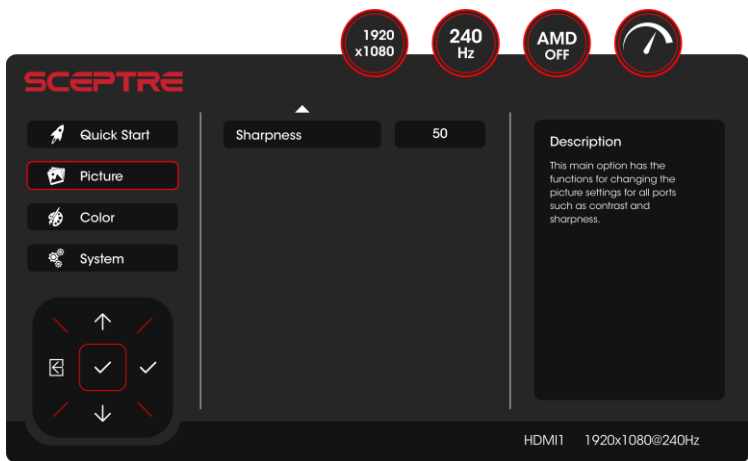 1920
x1080
240
Hz
AMD
OFF
SCEPTRE
Quick Start
Picture
Color
System
Sharpness 50
Description
This main option has the
functions for changing the
picture settings for all ports
such as contrast and
sharpness.
HDMI1 1920x1080@240Hz